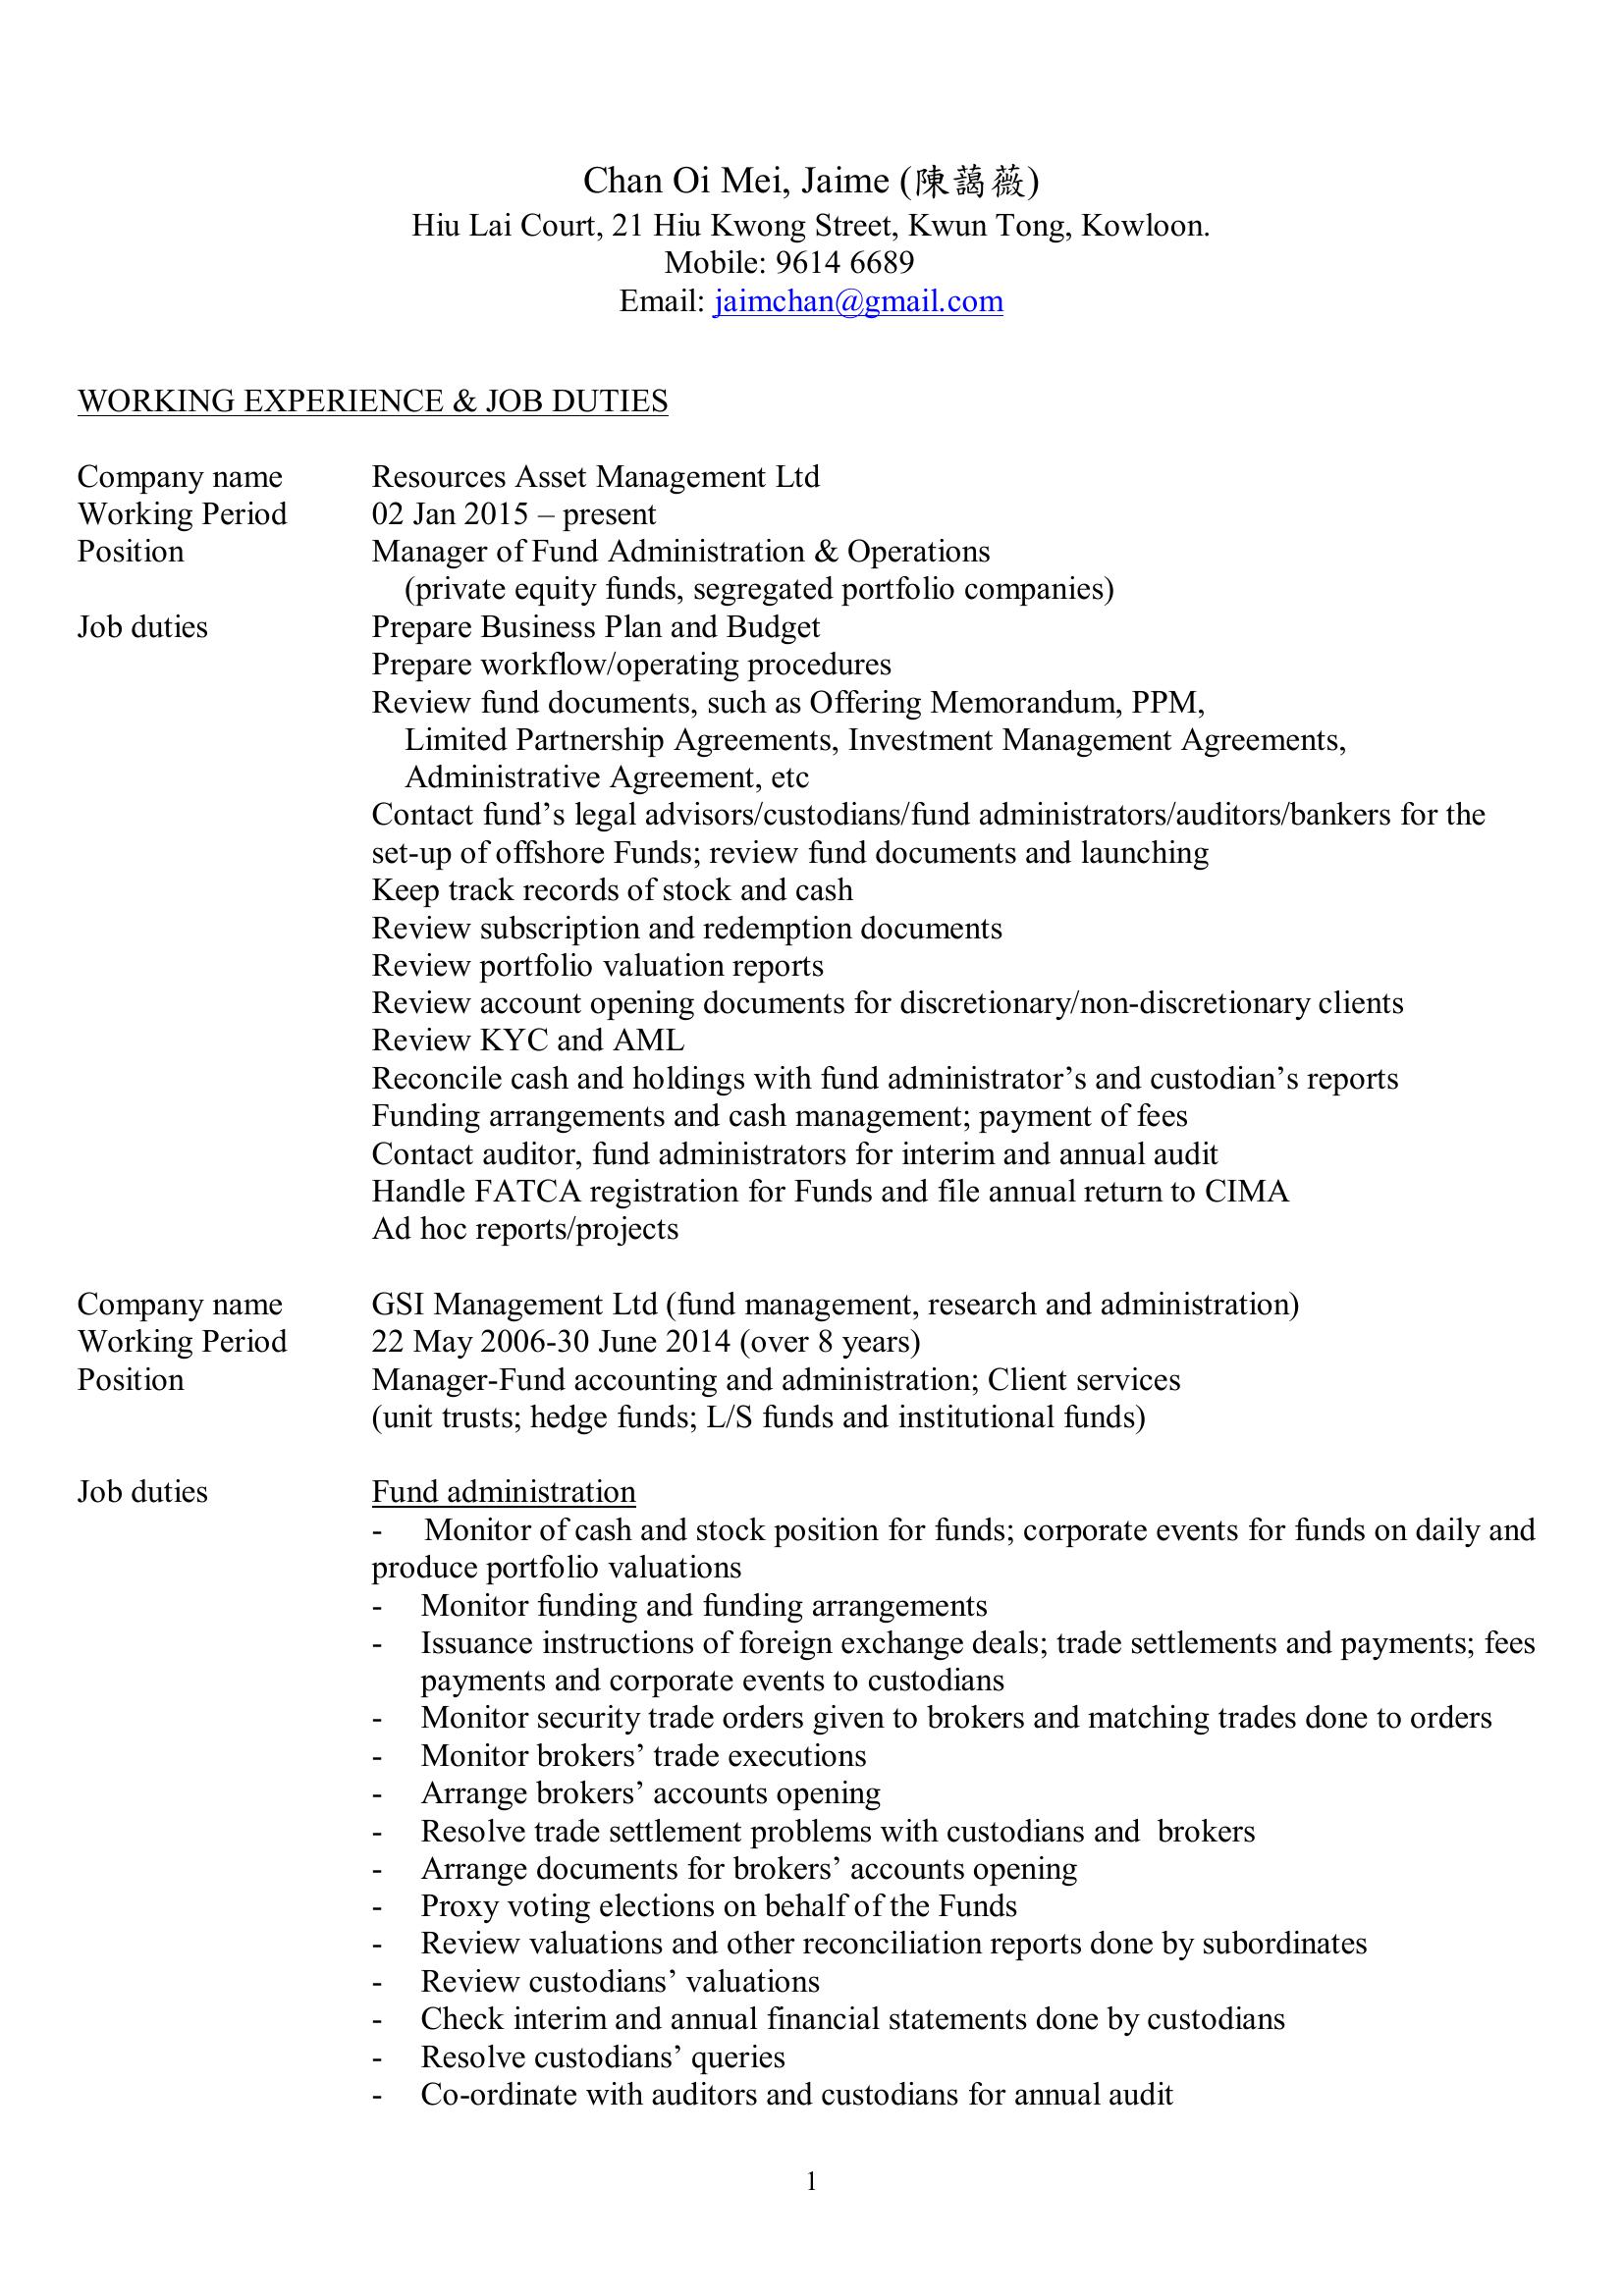 Chan Oi Mei, Jaime (陳藹薇)
Hiu Lai Court, 21 Hiu Kwong Street, Kwun Tong, Kowloon.
Mobile: 9614 6689
Email: jaimchan@gmail.com
WORKING EXPERIENCE & JOB DUTIES
Company name Resources Asset Management Ltd
Working Period 02 Jan 2015 – present
Position Manager of Fund Administration & Operations
(private equity funds, segregated portfolio companies)
Job duties Prepare Business Plan and Budget
Prepare workflow/operating procedures
Review fund documents, such as Offering Memorandum, PPM,
Limited Partnership Agreements, Investment Management Agreements,
Administrative Agreement, etc
Contact fund’s legal advisors/custodians/fund administrators/auditors/bankers for the
set-up of offshore Funds; review fund documents and launching
Keep track records of stock and cash
Review subscription and redemption documents
Review portfolio valuation reports
Review account opening documents for discretionary/non-discretionary clients
Review KYC and AML
Reconcile cash and holdings with fund administrator’s and custodian’s reports
Funding arrangements and cash management; payment of fees
Contact auditor, fund administrators for interim and annual audit
Handle FATCA registration for Funds and file annual return to CIMA
Ad hoc reports/projects
Company name GSI Management Ltd (fund management, research and administration)
Working Period 22 May 2006-30 June 2014 (over 8 years)
Position Manager-Fund accounting and administration; Client services
(unit trusts; hedge funds; L/S funds and institutional funds)
Job duties Fund administration
- Monitor of cash and stock position for funds; corporate events for funds on daily and
produce portfolio valuations
- Monitor funding and funding arrangements
- Issuance instructions of foreign exchange deals; trade settlements and payments; fees
payments and corporate events to custodians
- Monitor security trade orders given to brokers and matching trades done to orders
- Monitor brokers’ trade executions
- Arrange brokers’ accounts opening
- Resolve trade settlement problems with custodians and brokers
- Arrange documents for brokers’ accounts opening
- Proxy voting elections on behalf of the Funds
- Review valuations and other reconciliation reports done by subordinates
- Review custodians’ valuations
- Check interim and annual financial statements done by custodians
- Resolve custodians’ queries
- Co-ordinate with auditors and custodians for annual audit
1